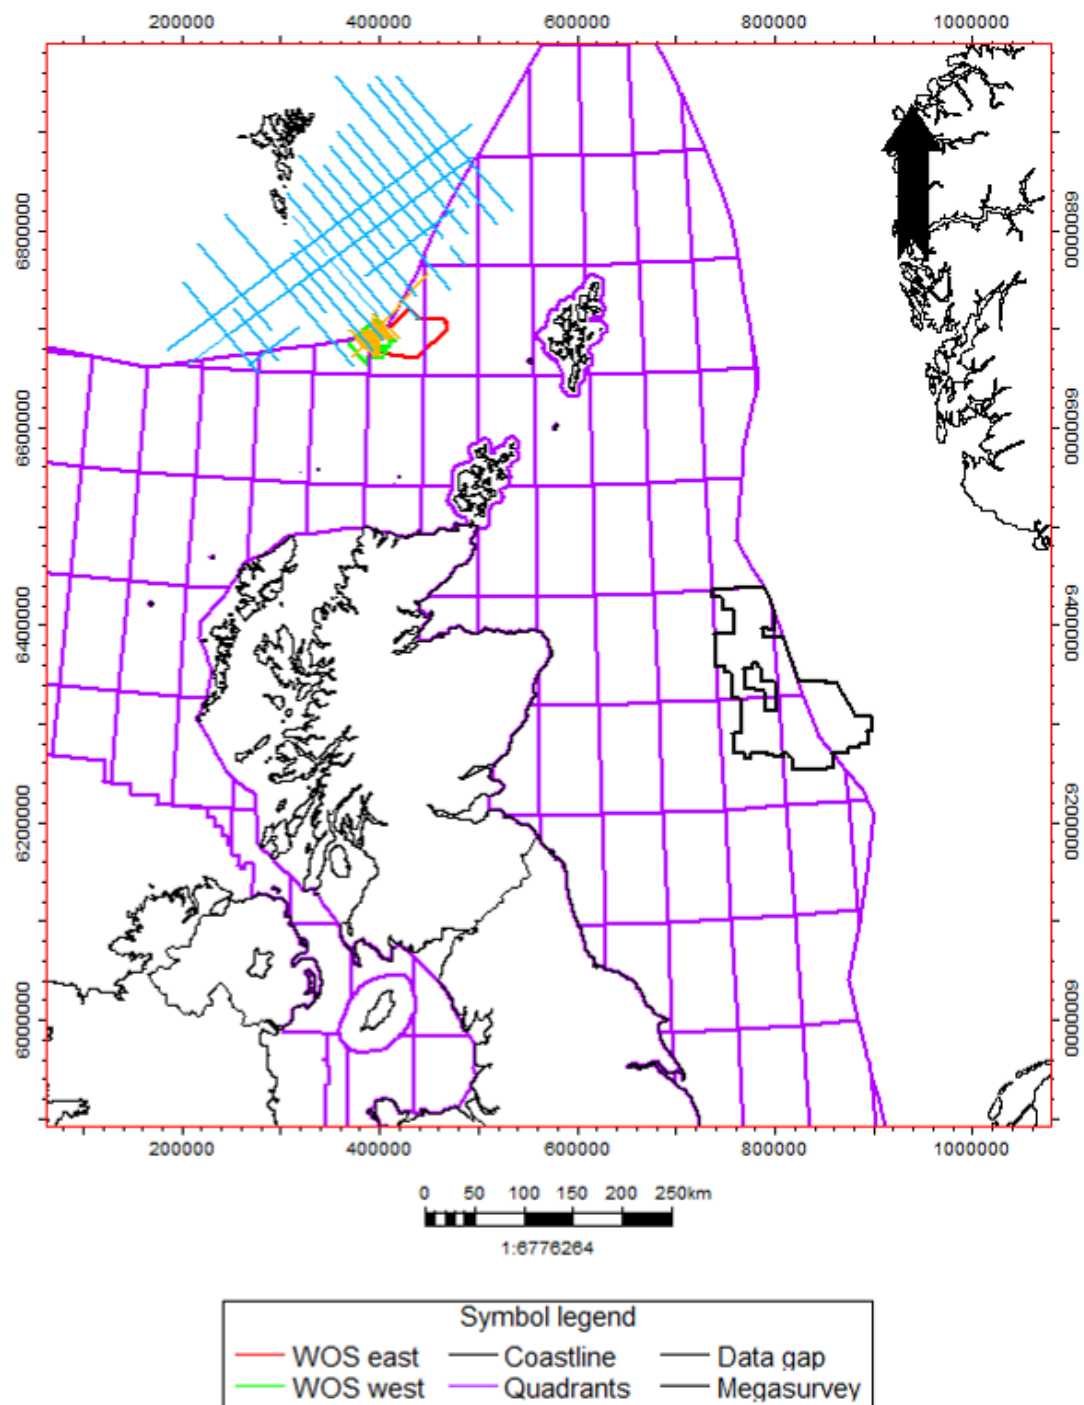 200000 400000 600000 800000 1000000
6800000 6800000
6600000 6600000
6400000 6400000
6200000 6200000
6000000 6000000
200000 400000 600000 800000 1000000
0 50 100 150 200 250km
1:6776264
Symbol legend
WOS east Coastline Data gap
WOS west Quadrants Megasurvey